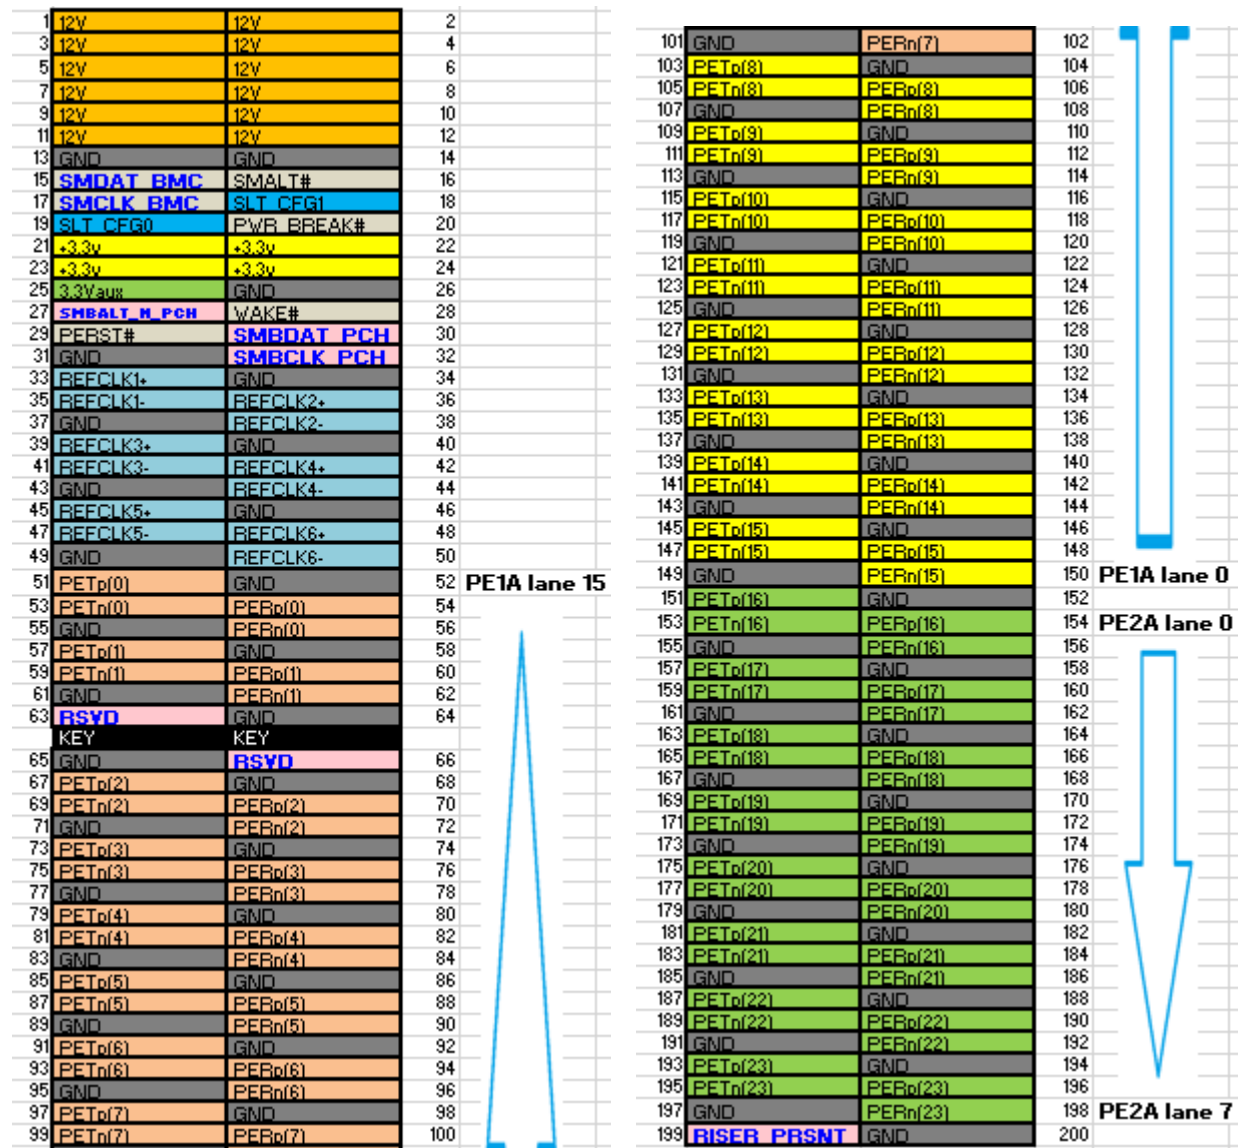 1 12V 12V 2
3 12V 12V 4
5 12V 12V 6
7 12V 12V 8
9 12V 12V 10
11 12V 12V 12
13 GND GND 14
15 SMDAT_BMC SMALT# 16
17 SMCLK_BMC SLT_CFG1 18
19 SLT_CFG0 PWR_BREAK# 20
21 +3.3v +3.3v 22
23 +3.3v +3.3v 24
25 3.3Vaux GND 26
27 SMBALT_N_PCH WAKE# 28
29 PERST# SMBDAT_PCH 30
31 GND SMBCLK_PCH 32
33 REFCLK1+ GND 34
35 REFCLK1- REFCLK2+ 36
37 GND REFCLK2- 38
39 REFCLK3+ GND 40
41 REFCLK3- REFCLK4+ 42
43 GND REFCLK4- 44
45 REFCLK5+ GND 46
47 REFCLK5- REFCLK6+ 48
49 GND REFCLK6- 50
51 PETp(0) GND 52 PE1A lane 15
53 PETn(0) PERp(0) 54
55 GND PERn(0) 56
57 PETp(1) GND 58
59 PETn(1) PERp(1) 60
61 GND PERn(1) 62
63 RSVD GND 64
KEY KEY
65 GND RSVD 66
67 PETp(2) GND 68
69 PETn(2) PERp(2) 70
71 GND PERn(2) 72
73 PETp(3) GND 74
75 PETn(3) PERp(3) 76
77 GND PERn(3) 78
79 PETp(4) GND 80
81 PETn(4) PERp(4) 82
83 GND PERn(4) 84
85 PETp(5) GND 86
87 PETn(5) PERp(5) 88
89 GND PERn(5) 90
91 PETp(6) GND 92
93 PETn(6) PERp(6) 94
95 GND PERn(6) 96
97 PETp(7) GND 98
99 PETn(7) PERp(7) 100
101 GND PERn(7) 102
103 PETp(8) GND 104
105 PETn(8) PERp(8) 106
107 GND PERn(8) 108
109 PETp(9) GND 110
111 PETn(9) PERp(9) 112
113 GND PERn(9) 114
115 PETp(10) GND 116
117 PETn(10) PERp(10) 118
119 GND PERn(10) 120
121 PETp(11) GND 122
123 PETn(11) PERp(11) 124
125 GND PERn(11) 126
127 PETp(12) GND 128
129 PETn(12) PERp(12) 130
131 GND PERn(12) 132
133 PETp(13) GND 134
135 PETn(13) PERp(13) 136
137 GND PERn(13) 138
139 PETp(14) GND 140
141 PETn(14) PERp(14) 142
143 GND PERn(14) 144
145 PETp(15) GND 146
147 PETn(15) PERp(15) 148
149 GND PERn(15) 150 PE1A lane 0
151 PETp(16) GND 152
153 PETn(16) PERp(16) 154 PE2A lane 0
155 GND PERn(16) 156
157 PETp(17) GND 158
159 PETn(17) PERp(17) 160
161 GND PERn(17) 162
163 PETp(18) GND 164
165 PETn(18) PERp(18) 166
167 GND PERn(18) 168
169 PETp(19) GND 170
171 PETn(19) PERp(19) 172
173 GND PERn(19) 174
175 PETp(20) GND 176
177 PETn(20) PERp(20) 178
179 GND PERn(20) 180
181 PETp(21) GND 182
183 PETn(21) PERp(21) 184
185 GND PERn(21) 186
187 PETp(22) GND 188
189 PETn(22) PERp(22) 190
191 GND PERn(22) 192
193 PETp(23) GND 194
195 PETn(23) PERp(23) 196
197 GND PERn(23) 198 PE2A lane 7
199 RISER_PRSNT GND 200